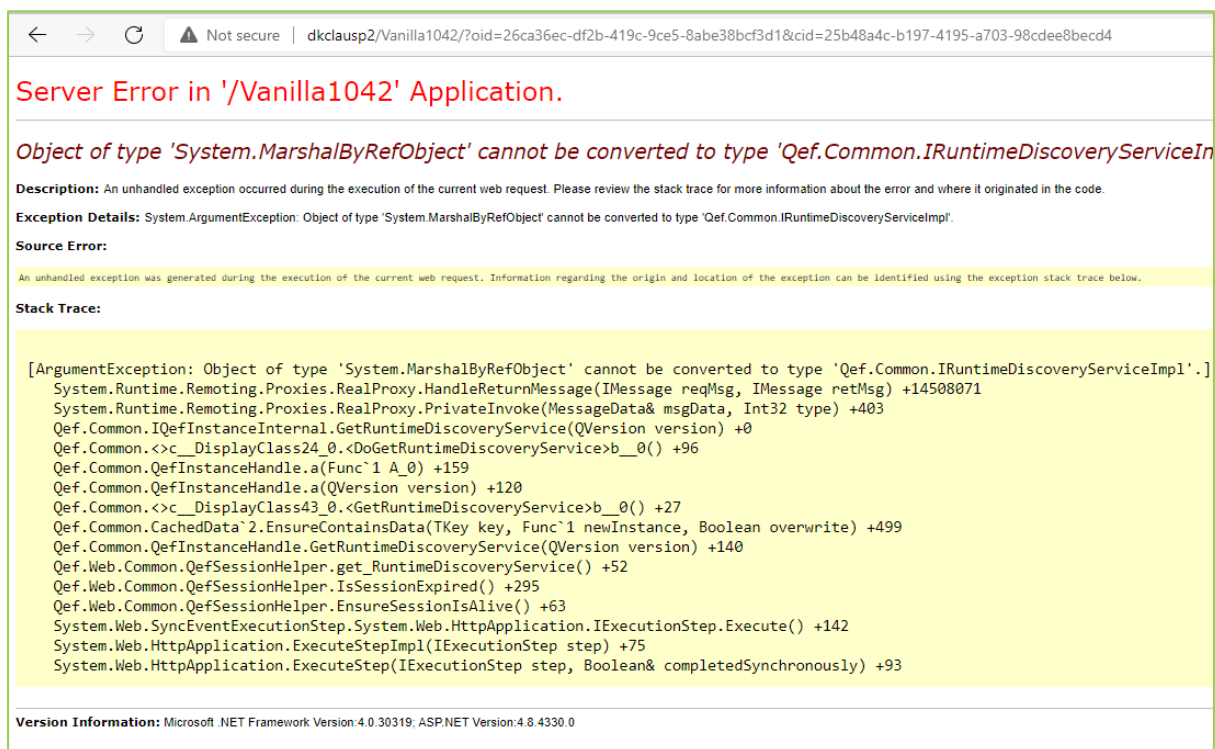 Not secure | dkclausp2/Vanilla1042/?oid=26ca36ec-df2b-419c-9ce5-8abe38bcf3d1&cid=25b48a4c-b197-4195-a703-98cdee8becd4
Server Error in '/Vanilla1042' Application.
Object of type 'System.MarshalByRefObject' cannot be converted to type 'Qef.Common.IRuntimeDiscoveryServiceIn
Description: An unhandled exception occurred during the execution of the current web request. Please review the stack trace for more information about the error and where it originated in the code.
Exception Details: System.ArgumentException: Object of type 'System.MarshalByRefObject' cannot be converted to type 'Qef.Common.IRuntimeDiscoveryServiceImpl'.
Source Error:
An unhandled exception was generated during the execution of the current web request. Information regarding the origin and location of the exception can be identified using the exception stack trace below.
Stack Trace:
[ArgumentException: Object of type 'System.MarshalByRefObject' cannot be converted to type 'Qef.Common.IRuntimeDiscoveryServiceImpl'.]
System.Runtime.Remoting.Proxies.RealProxy.HandleReturnMessage(IMessage reqMsg, IMessage retMsg) +14508071
System.Runtime.Remoting.Proxies.RealProxy.PrivateInvoke(MessageData& msgData, Int32 type) +403
Qef.Common.IQefInstanceInternal.GetRuntimeDiscoveryService(QVersion version) +0
Qef.Common.<>c__DisplayClass24_0.<DoGetRuntimeDiscoveryService>b__0() +96
Qef.Common.QefInstanceHandle.a(Func`1 A_0) +159
Qef.Common.QefInstanceHandle.a(QVersion version) +120
Qef.Common.<>c__DisplayClass43_0.<GetRuntimeDiscoveryService>b__0() +27
Qef.Common.CachedData`2.EnsureContainsData(TKey key, Func`1 newInstance, Boolean overwrite) +499
Qef.Common.QefInstanceHandle.GetRuntimeDiscoveryService(QVersion version) +140
Qef.Web.Common.QefSessionHelper.get_RuntimeDiscoveryService() +52
Qef.Web.Common.QefSessionHelper.IsSessionExpired() +295
Qef.Web.Common.QefSessionHelper.EnsureSessionIsAlive() +63
System.Web.SyncEventExecutionStep.System.Web.HttpApplication.IExecutionStep.Execute() +142
System.Web.HttpApplication.ExecuteStepImpl(IExecutionStep step) +75
System.Web.HttpApplication.ExecuteStep(IExecutionStep step, Boolean& completedSynchronously) +93
Version Information: Microsoft .NET Framework Version:4.0.30319; ASP.NET Version:4.8.4330.0